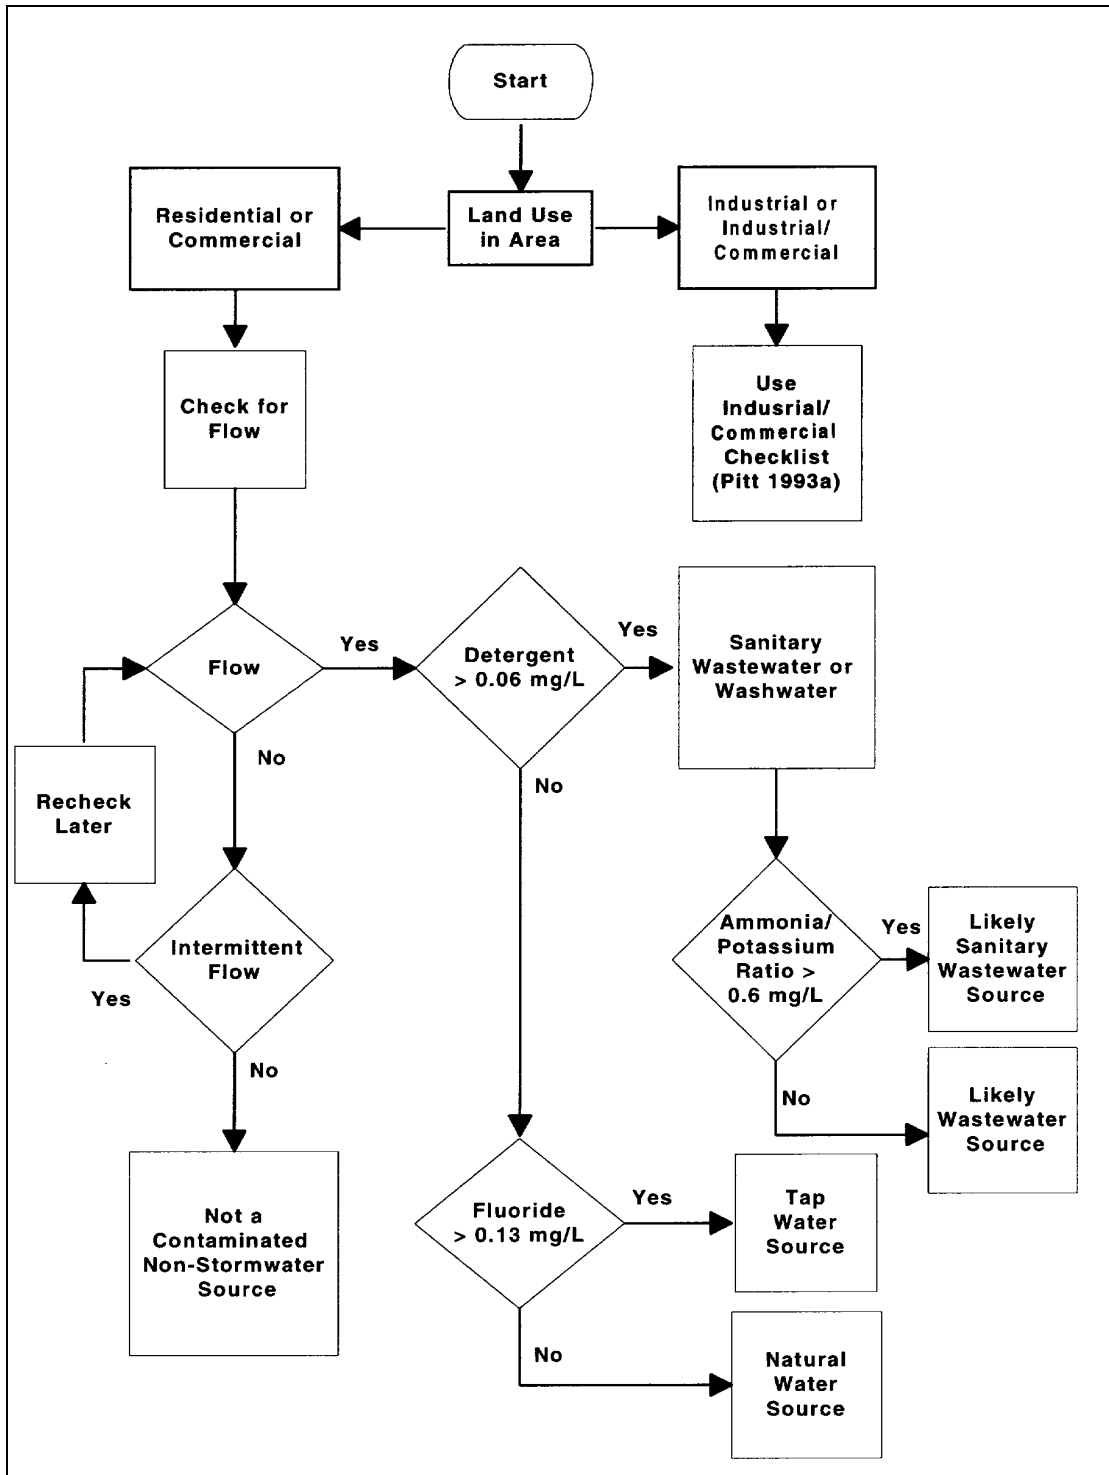 Start
Residential or
Commercial
Land Use
in Area
Industrial or
Industrial/
Commercial
Check for
Flow
Use
Indusrial/
Commercial
Checklist
(Pitt 1993a)
Flow
Yes
Detergent
> 0.06 mg/L
Yes
Sanitary
Wastewater or
Washwater
No
No
Recheck
Later
Intermittent
Flow
Yes
No
Ammonia/
Potassium
Ratio >
0.6 mg/L
Yes
Likely
Sanitary
Wastewater
Source
No
Likely
Wastewater
Source
Not a
Contaminated
Non-Stormwater
Source
Fluoride
> 0.13 mg/L
Yes
Tap
Water
Source
No
Natural
Water
Source